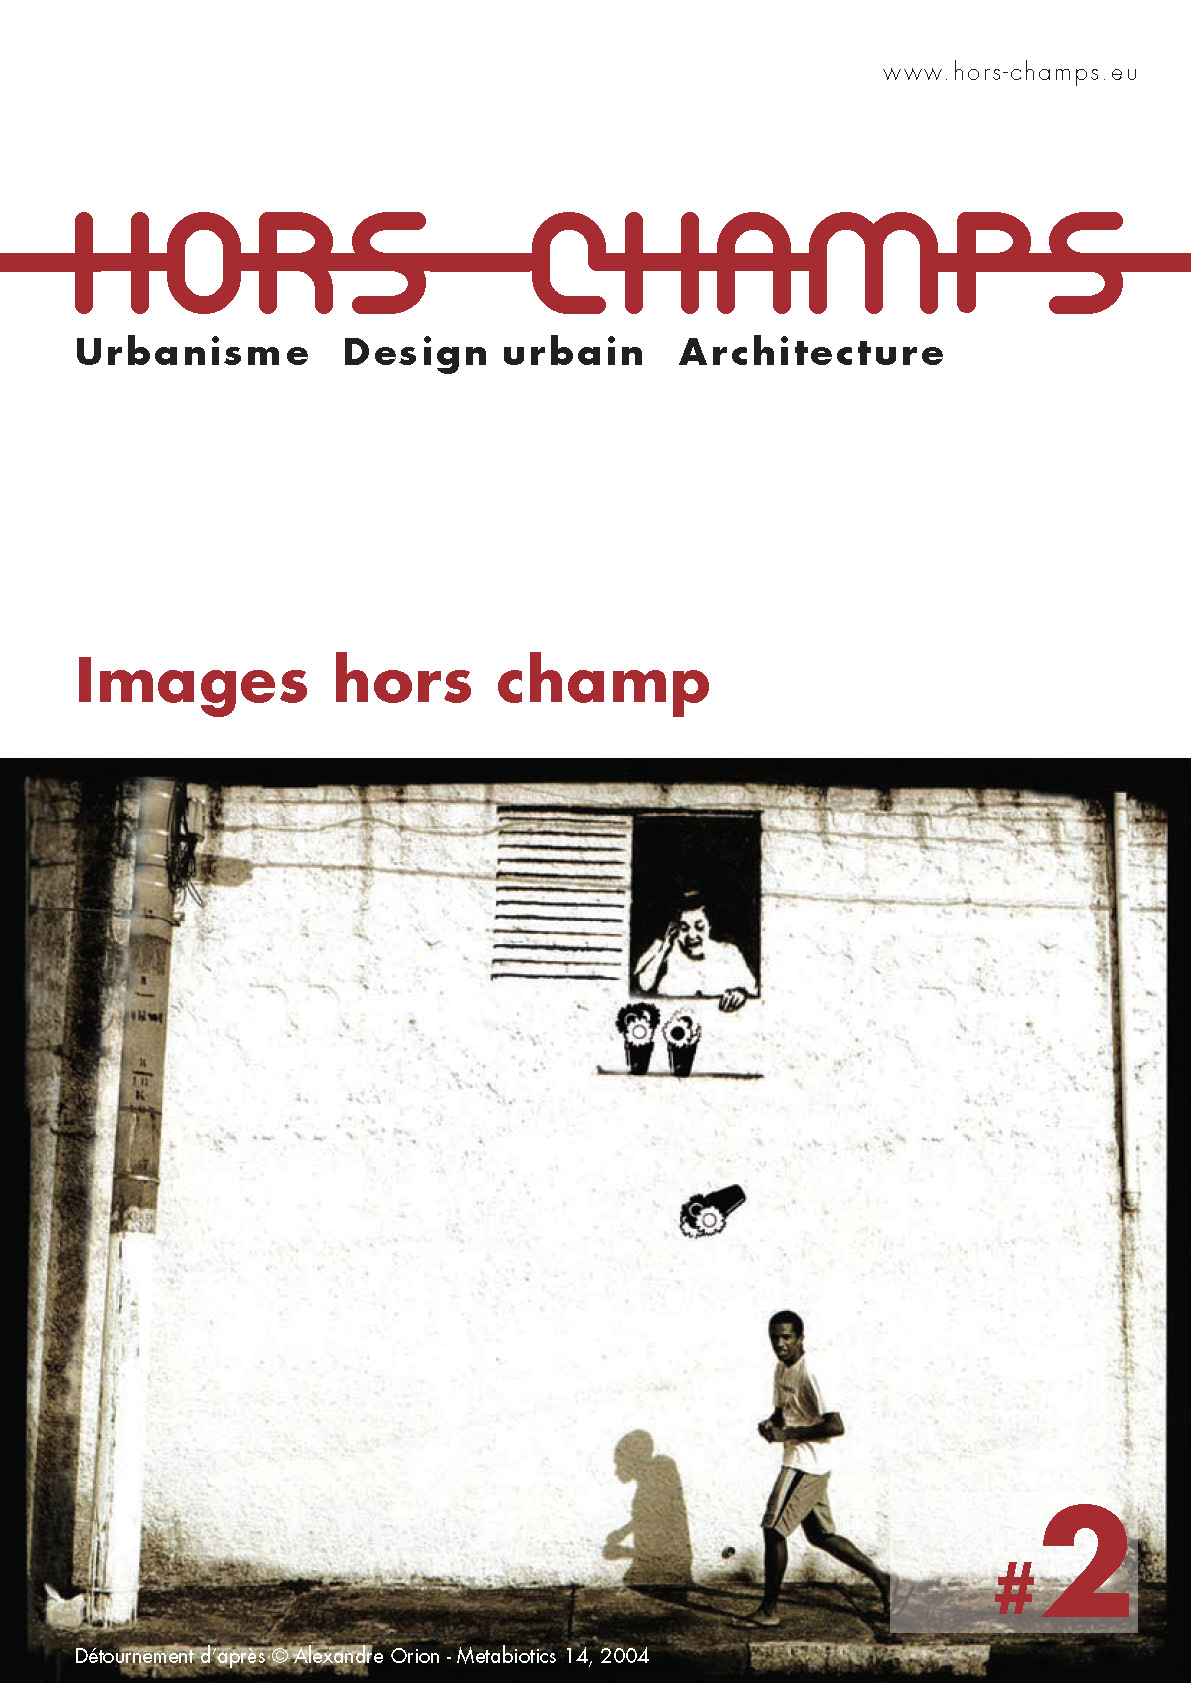 www.hors-champs.eu
HORS CHAMPS
Urbanisme Design urbain Architecture
Images hors champ
#2
Détournement d'après © Alexandre Orion - Metabiotics 14, 2004